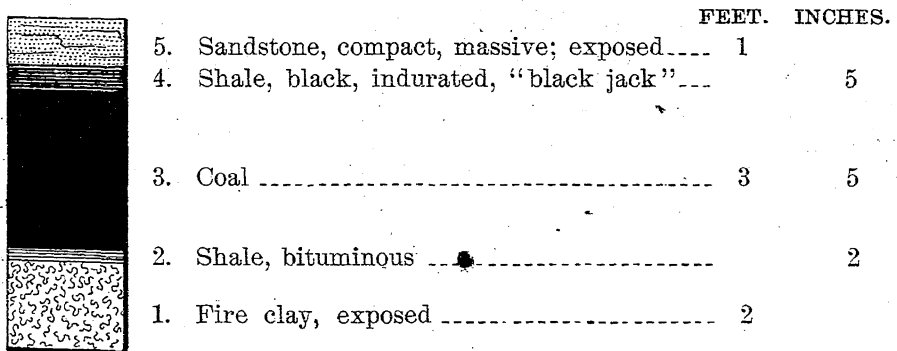 FEET. INCHES.
5. Sandstone, compact, massive; exposed---- 1
4. Shale, black, indurated, “black jack”--- 5
3. Coal ------------------------------------ 3 5
2. Shale, bituminous ----------------------- 2
1. Fire clay, exposed ---------------------- 2